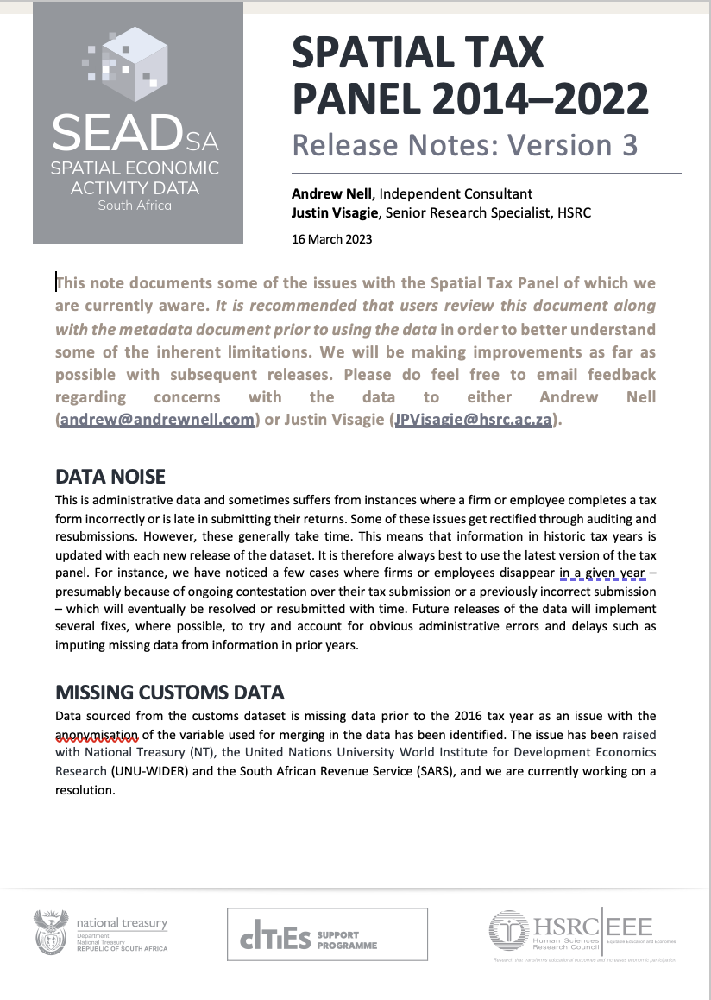 SEAD SA
SPATIAL ECONOMIC
ACTIVITY DATA
South Africa
SPATIAL TAX
PANEL 2014–2022
Release Notes: Version 3
Andrew Nell, Independent Consultant
Justin Visagie, Senior Research Specialist, HSRC
16 March 2023
This note documents some of the issues with the Spatial Tax Panel of which we
are currently aware. It is recommended that users review this document along
with the metadata document prior to using the data in order to better understand
some of the inherent limitations. We will be making improvements as far as
possible with subsequent releases. Please do feel free to email feedback
regarding concerns with the data to either Andrew Nell
(andrew@andrewnell.com) or Justin Visagie (JPVisagie@hsrc.ac.za).
DATA NOISE
This is administrative data and sometimes suffers from instances where a firm or employee completes a tax
form incorrectly or is late in submitting their returns. Some of these issues get rectified through auditing and
resubmissions. However, these generally take time. This means that information in historic tax years is
updated with each new release of the dataset. It is therefore always best to use the latest version of the tax
panel. For instance, we have noticed a few cases where firms or employees disappear in a given year –
presumably because of ongoing contestation over their tax submission or a previously incorrect submission
– which will eventually be resolved or resubmitted with time. Future releases of the data will implement
several fixes, where possible, to try and account for obvious administrative errors and delays such as
imputing missing data from information in prior years.
MISSING CUSTOMS DATA
Data sourced from the customs dataset is missing data prior to the 2016 tax year as an issue with the
anonymisation of the variable used for merging in the data has been identified. The issue has been raised
with National Treasury (NT), the United Nations University World Institute for Development Economics
Research (UNU-WIDER) and the South African Revenue Service (SARS), and we are currently working on a
resolution.
national treasury
Department:
National Treasury
REPUBLIC OF SOUTH AFRICA
cITIEs SUPPORT
PROGRAMME
HSRC EEE
Human Sciences
Research Council
Equitable Education and Economies
Research that transforms educational outcomes and increases economic participation